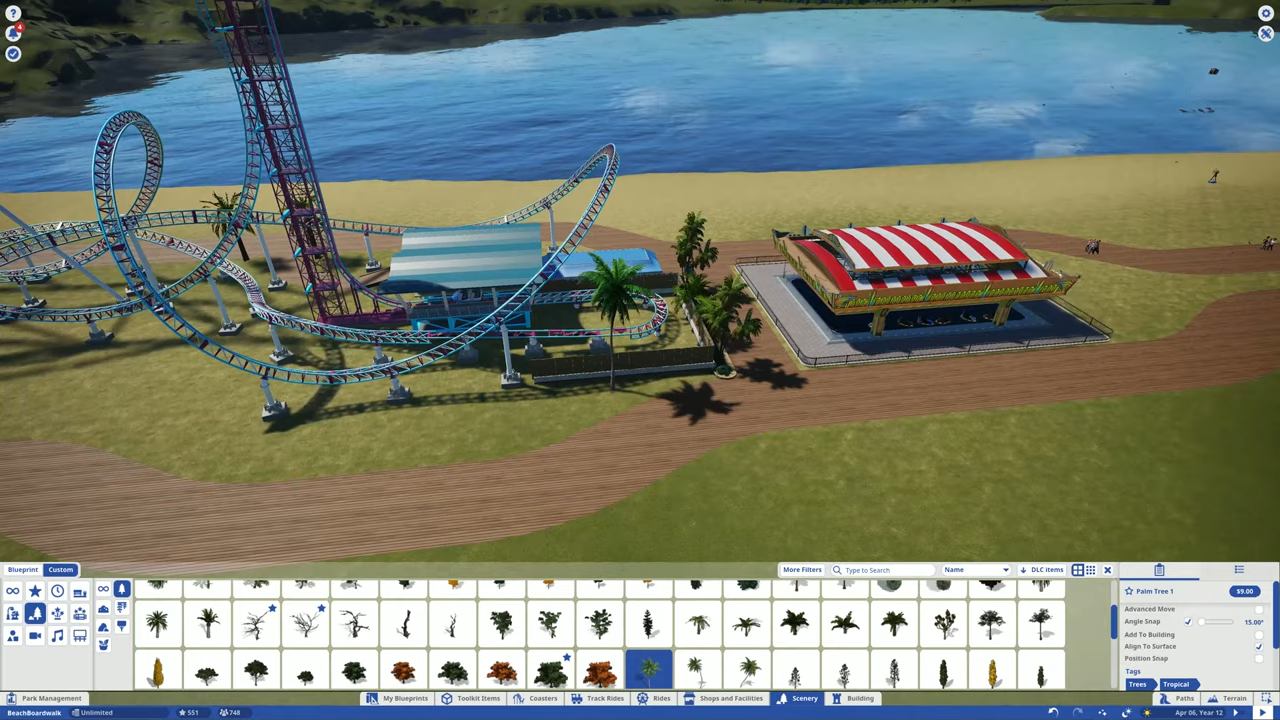 ?
4
Blueprint
Custom
More Filters
Type to Search
Name
DLC items
Palm Tree 1
$9.00
Advanced Move
Angle Snap
15.00°
Add To Building
Align To Surface
Position Snap
Tags
Trees
Tropical
Park Management
My Blueprints
Toolkit Items
Coasters
Track Rides
Rides
Shops and Facilities
Scenery
Building
Paths
Terrain
BeachBoardwalk
Unlimited
551
748
Apr 06, Year 12